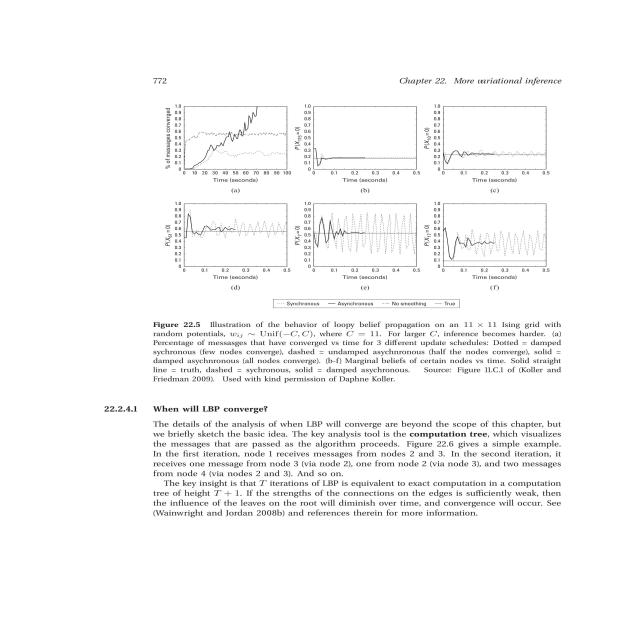 772 Chapter 22. More variational inference
% of messages converged
1.0
0.9
0.8
0.7
0.6
0.5
0.4
0.3
0.2
0.1
0
0 10 20 30 40 50 60 70 80 90 100
Time (seconds)
(a)
1.0
0.9
0.8
0.7
0.6
0.5
0.4
0.3
0.2
0.1
0
0.1 0.2 0.3 0.4 0.5
Time (seconds)
(b)
1.0
0.9
0.8
0.7
0.6
0.5
0.4
0.3
0.2
0.1
0
0.1 0.2 0.3 0.4 0.5
Time (seconds)
(c)
1.0
0.9
0.8
0.7
0.6
0.5
0.4
0.3
0.2
0.1
0
0 0.1 0.2 0.3 0.4 0.5
Time (seconds)
(d)
1.0
0.9
0.8
0.7
0.6
0.5
0.4
0.3
0.2
0.1
0
0.1 0.2 0.3 0.4 0.5
Time (seconds)
(e)
1.0
0.9
0.8
0.7
0.6
0.5
0.4
0.3
0.2
0.1
0
0.1 0.2 0.3 0.4 0.5
Time (seconds)
(f)
Synchronous Asynchronous No smoothing True
Figure 22.5 Illustration of the behavior of loopy belief propagation on an 11 × 11 Ising grid with
random potentials, w_ij ∼ Unif(−C, C), where C = 11. For larger C, inference becomes harder. (a)
Percentage of messasges that have converged vs time for 3 different update schedules: Dotted = damped
sychronous (few nodes converge), dashed = undamped asychnronous (half the nodes converge), solid =
damped asychnronous (all nodes converge). (b-f) Marginal beliefs of certain nodes vs time. Solid straight
line = truth, dashed = sychronous, solid = damped asychronous. Source: Figure 11.C.1 of (Koller and
Friedman 2009). Used with kind permission of Daphne Koller.
22.2.4.1 When will LBP converge?
The details of the analysis of when LBP will converge are beyond the scope of this chapter, but
we briefly sketch the basic idea. The key analysis tool is the computation tree, which visualizes
the messages that are passed as the algorithm proceeds. Figure 22.6 gives a simple example.
In the first iteration, node 1 receives messages from nodes 2 and 3. In the second iteration, it
receives one message from node 3 (via node 2), one from node 2 (via node 3), and two messages
from node 4 (via nodes 2 and 3). And so on.
The key insight is that T iterations of LBP is equivalent to exact computation in a computation
tree of height T + 1. If the strengths of the connections on the edges is sufficiently weak, then
the influence of the leaves on the root will diminish over time, and convergence will occur. See
(Wainwright and Jordan 2008b) and references therein for more information.